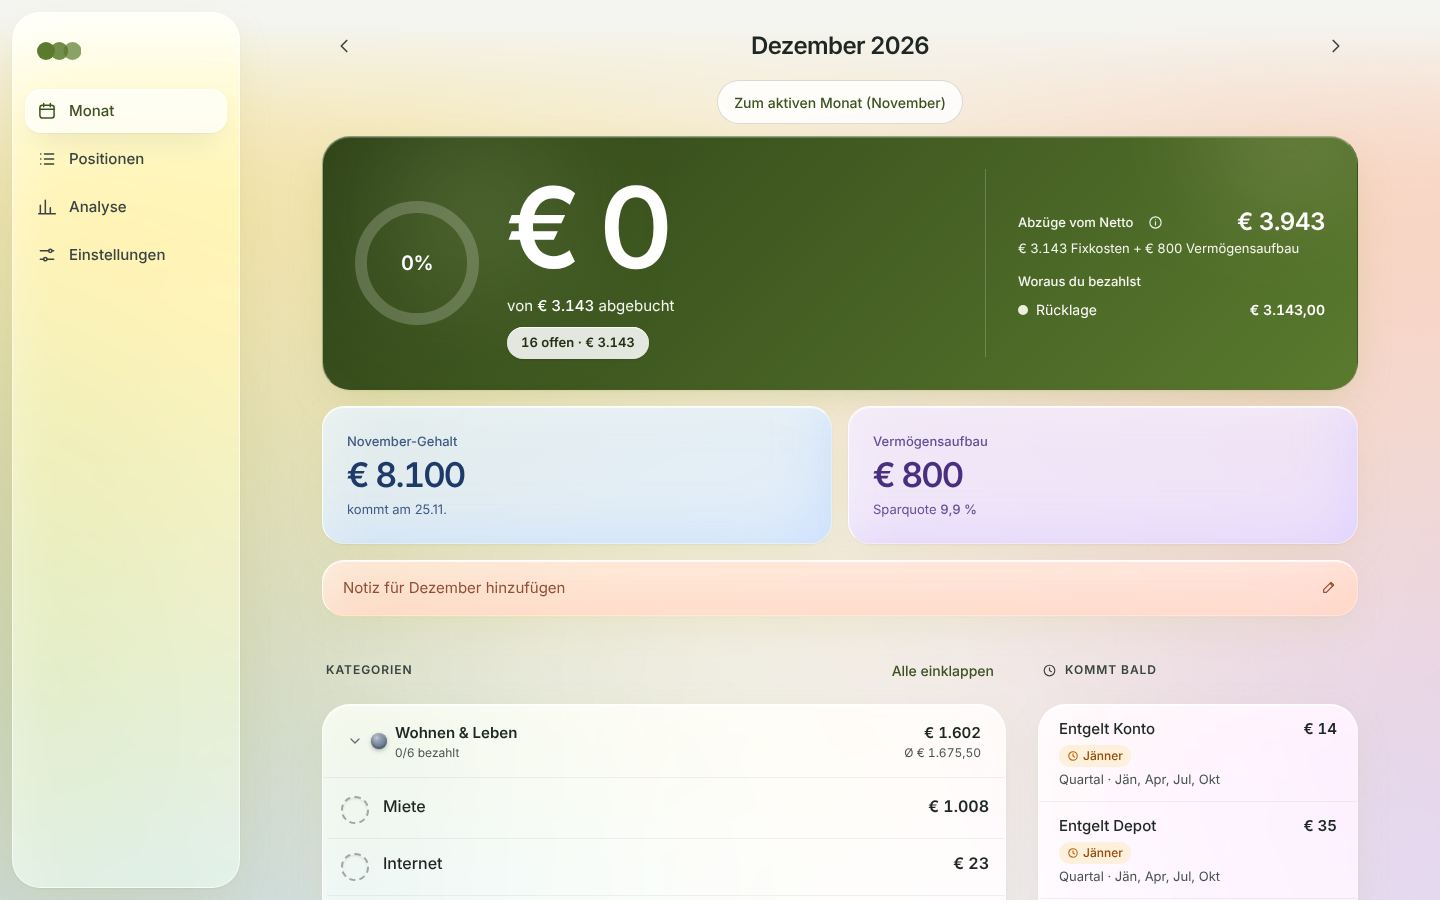 Monat
Positionen
Analyse
Einstellungen
Dezember 2026
Zum aktiven Monat (November)
0%
€ 0
von € 3.143 abgebucht
16 offen · € 3.143
Abzüge vom Netto € 3.943
€ 3.143 Fixkosten + € 800 Vermögensaufbau
Woraus du bezahlst
Rücklage € 3.143,00
November-Gehalt
€ 8.100
kommt am 25.11.
Vermögensaufbau
€ 800
Sparquote 9,9 %
Notiz für Dezember hinzufügen
KATEGORIEN
Alle einklappen
Wohnen & Leben € 1.602
0/6 bezahlt Ø € 1.675,50
Miete € 1.008
Internet € 23
KOMMT BALD
Entgelt Konto € 14
Jänner
Quartal · Jän, Apr, Jul, Okt
Entgelt Depot € 35
Jänner
Quartal · Jän, Apr, Jul, Okt